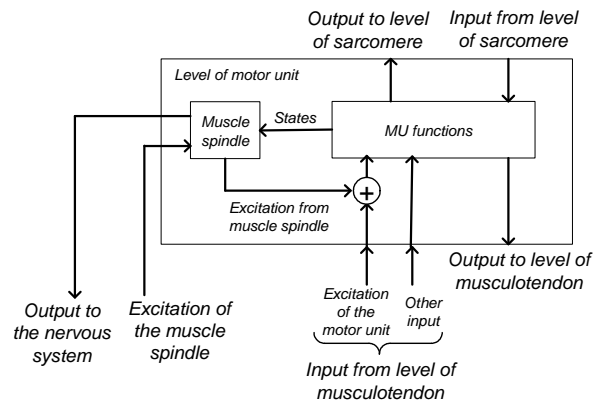 Output to level
of sarcomere
Input from level
of sarcomere
Level of motor unit
Muscle
spindle
States
MU functions
+
Excitation from
muscle spindle
Output to level of
musculotendon
Output to
the nervous
system
Excitation of
the muscle
spindle
Excitation
of the
motor unit
Other
input
Input from level of
musculotendon